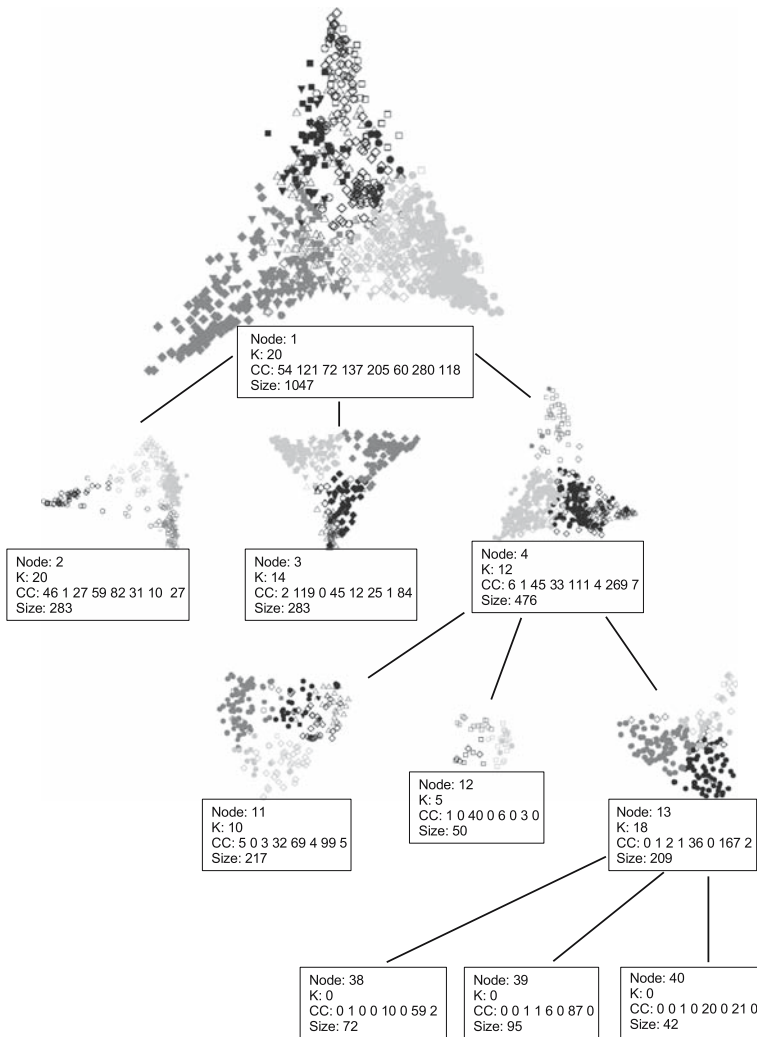 Node: 1
K: 20
CC: 54 121 72 137 205 60 280 118
Size: 1047
Node: 2
K: 20
CC: 46 1 27 59 82 31 10 27
Size: 283
Node: 3
K: 14
CC: 2 119 0 45 12 25 1 84
Size: 283
Node: 4
K: 12
CC: 6 1 45 33 111 4 269 7
Size: 476
Node: 11
K: 10
CC: 5 0 3 32 69 4 99 5
Size: 217
Node: 12
K: 5
CC: 1 0 40 0 6 0 3 0
Size: 50
Node: 13
K: 18
CC: 0 1 2 1 36 0 167 2
Size: 209
Node: 38
K: 0
CC: 0 1 0 0 10 0 59 2
Size: 72
Node: 39
K: 0
CC: 0 0 1 1 6 0 87 0
Size: 95
Node: 40
K: 0
CC: 0 0 1 0 20 0 21 0
Size: 42